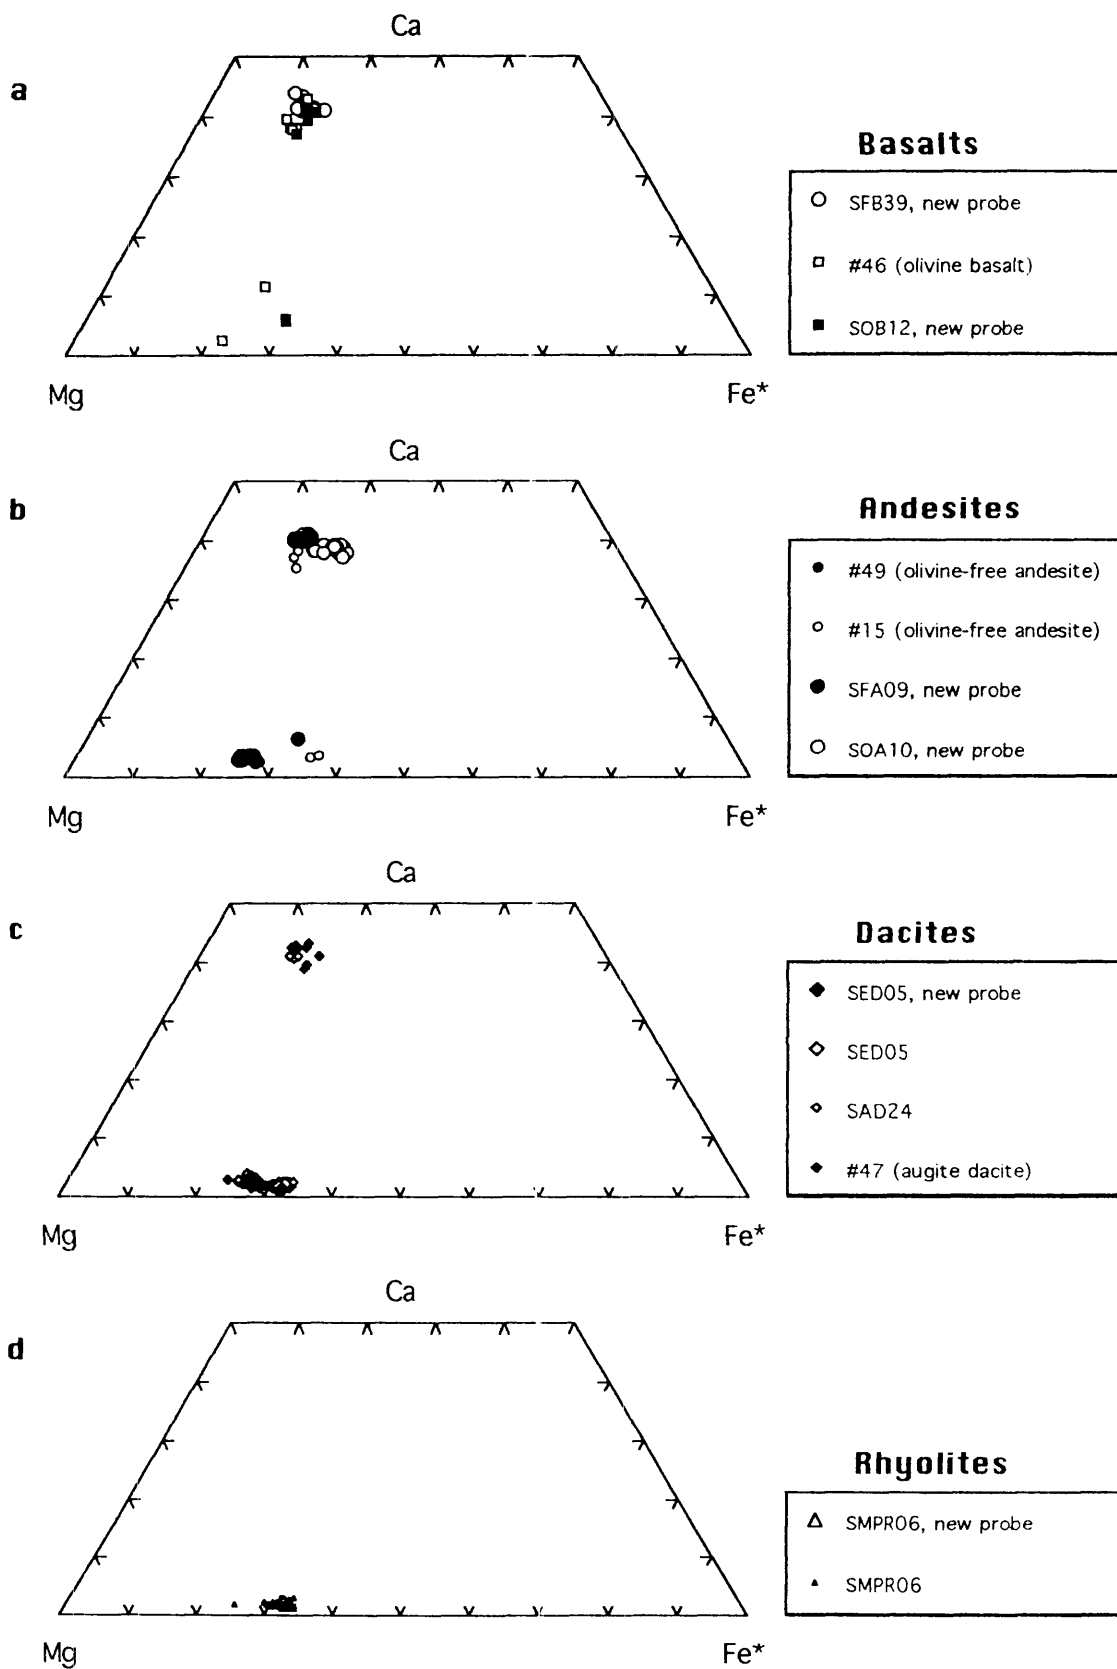 Ca
a
Basalts
SFB39, new probe
#46 (olivine basalt)
SOB12, new probe
Mg
Fe*
Ca
b
Andesites
#49 (olivine-free andesite)
#15 (olivine-free andesite)
SFA09, new probe
SOA10, new probe
Mg
Fe*
Ca
c
Dacites
SED05, new probe
SED05
SAD24
#47 (augite dacite)
Mg
Fe*
Ca
d
Rhyolites
SMPR06, new probe
SMPR06
Mg
Fe*